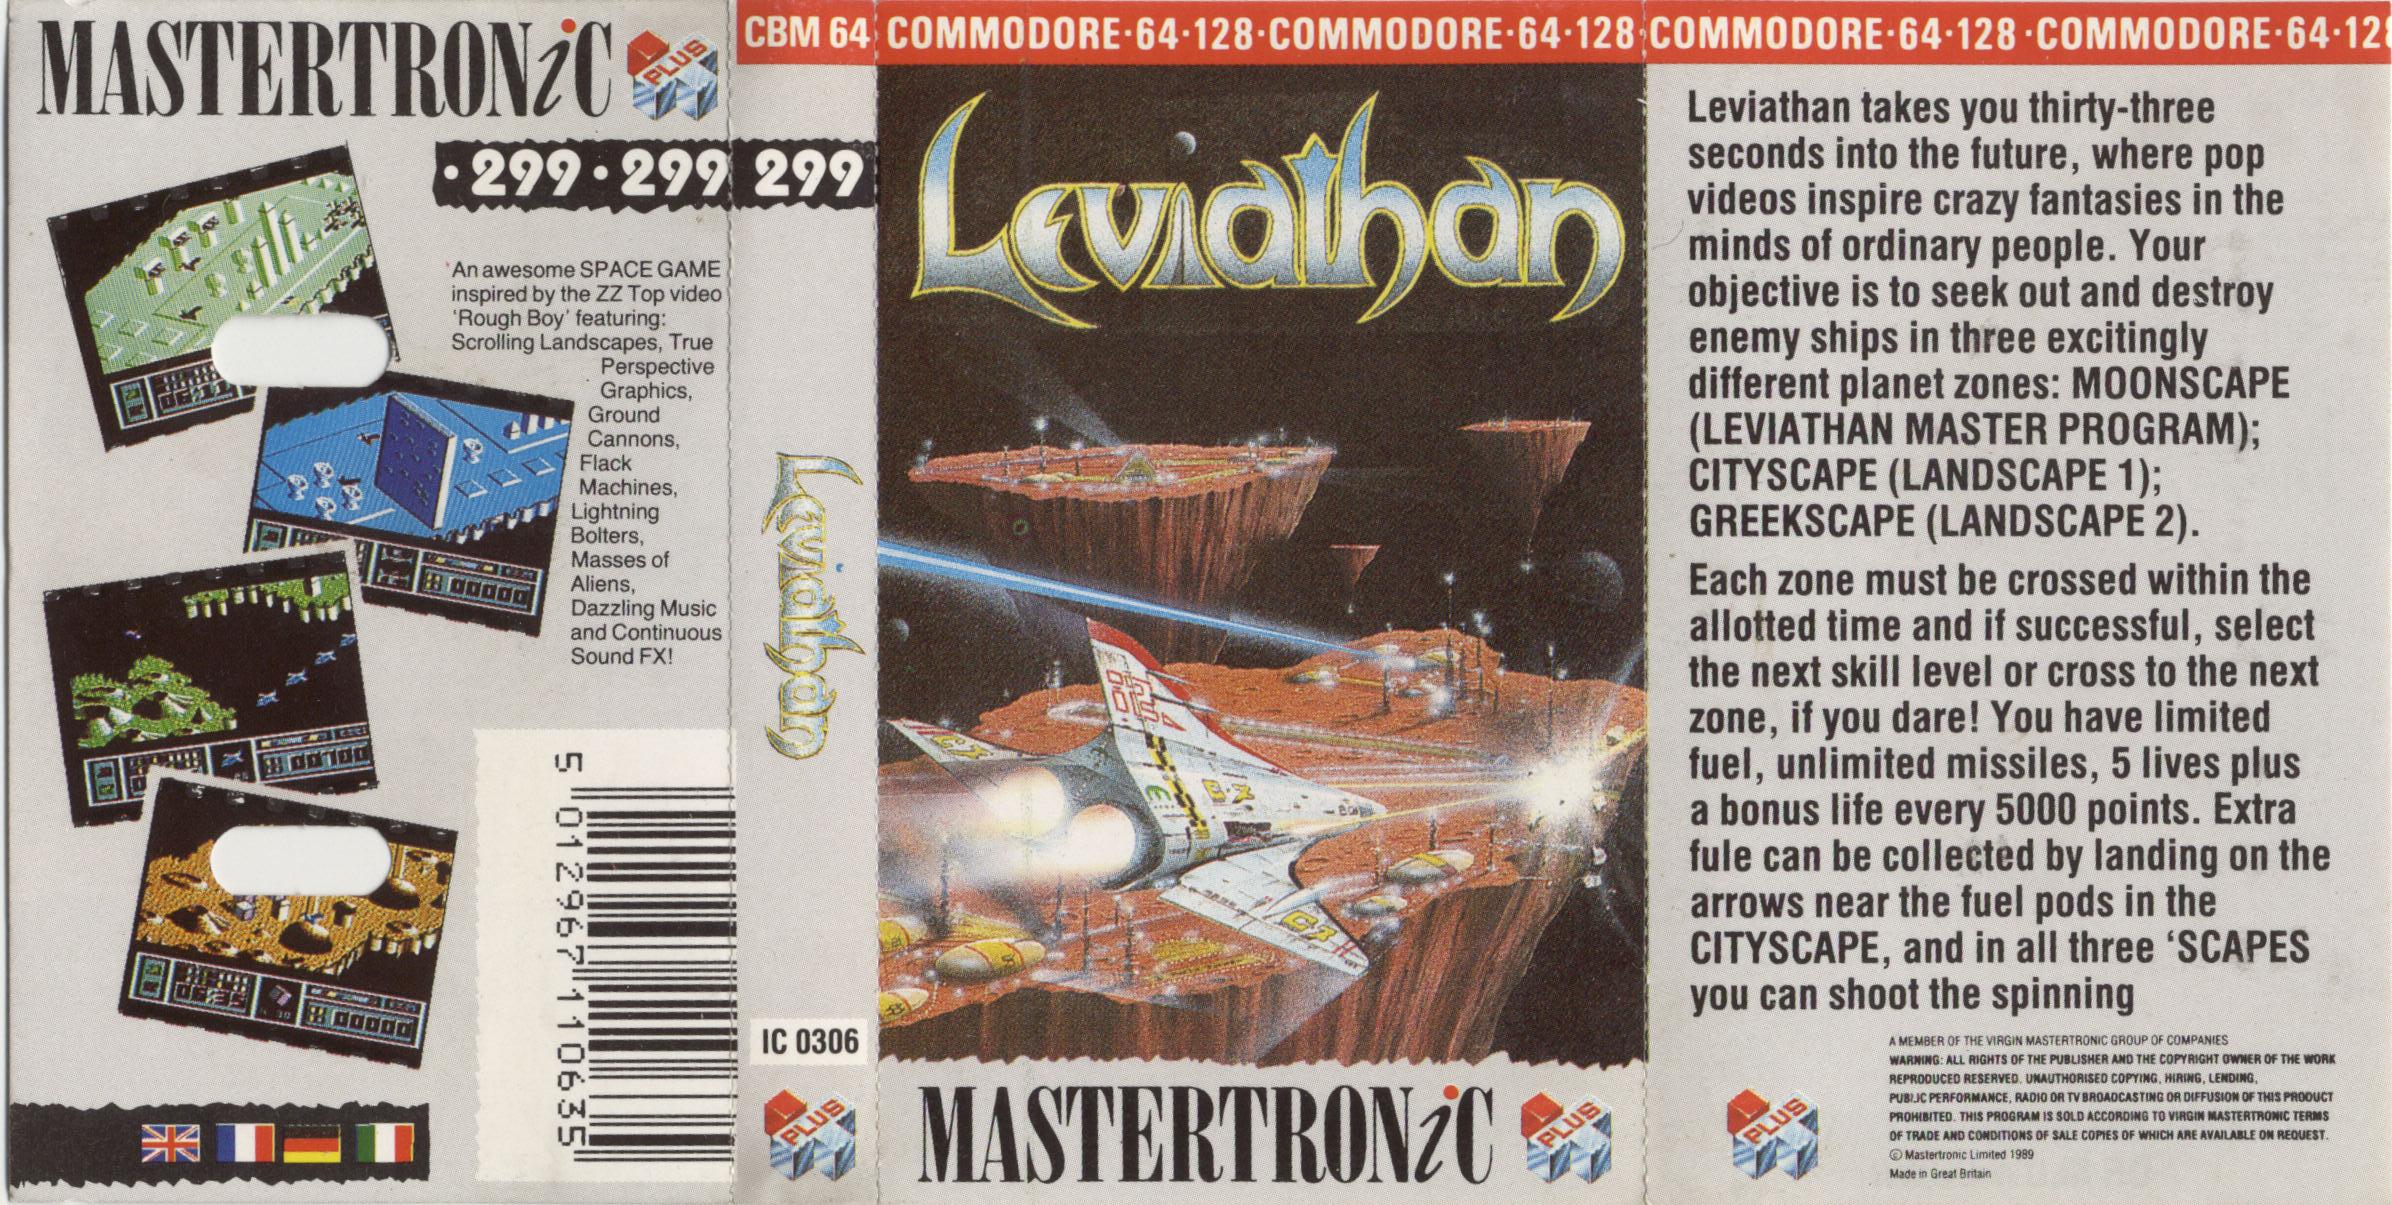 MASTERTRONiC
PLUS
·299·299
An awesome SPACE GAME
inspired by the ZZ Top video
'Rough Boy' featuring:
Scrolling Landscapes, True
Perspective
Graphics,
Ground
Cannons,
Flack
Machines,
Lightning
Bolters,
Masses of
Aliens,
Dazzling Music
and Continuous
Sound FX!
5 012967 110635
CBM 64
299
Leviathan
IC 0306
PLUS
COMMODORE·64·128·COMMODORE·64·128
Leviathan
MASTERTRONiC
PLUS
COMMODORE·64·128·COMMODORE·64·128
Leviathan takes you thirty-three
seconds into the future, where pop
videos inspire crazy fantasies in the
minds of ordinary people. Your
objective is to seek out and destroy
enemy ships in three excitingly
different planet zones: MOONSCAPE
(LEVIATHAN MASTER PROGRAM);
CITYSCAPE (LANDSCAPE 1);
GREEKSCAPE (LANDSCAPE 2).
Each zone must be crossed within the
allotted time and if successful, select
the next skill level or cross to the next
zone, if you dare! You have limited
fuel, unlimited missiles, 5 lives plus
a bonus life every 5000 points. Extra
fule can be collected by landing on the
arrows near the fuel pods in the
CITYSCAPE, and in all three 'SCAPES
you can shoot the spinning
PLUS
A MEMBER OF THE VIRGIN MASTERTRONIC GROUP OF COMPANIES
WARNING: ALL RIGHTS OF THE PUBLISHER AND THE COPYRIGHT OWNER OF THE WORK
REPRODUCED RESERVED. UNAUTHORISED COPYING, HIRING, LENDING,
PUBLIC PERFORMANCE, RADIO OR TV BROADCASTING OR DIFFUSION OF THIS PRODUCT
PROHIBITED. THIS PROGRAM IS SOLD ACCORDING TO VIRGIN MASTERTRONIC TERMS
OF TRADE AND CONDITIONS OF SALE COPIES OF WHICH ARE AVAILABLE ON REQUEST.
© Mastertronic Limited 1989
Made in Great Britain